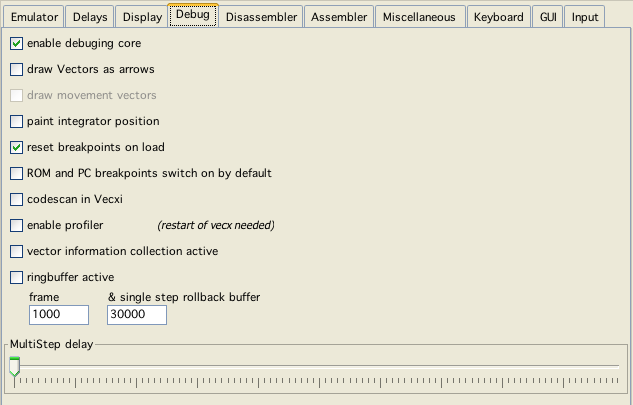 Emulator Delays Display Debug Disassembler Assembler Miscellaneous Keyboard GUI Input
enable debuging core
draw Vectors as arrows
draw movement vectors
paint integrator position
reset breakpoints on load
ROM and PC breakpoints switch on by default
codescan in Vecxi
enable profiler (restart of vecx needed)
vector information collection active
ringbuffer active
frame & single step rollback buffer
1000 30000
MultiStep delay